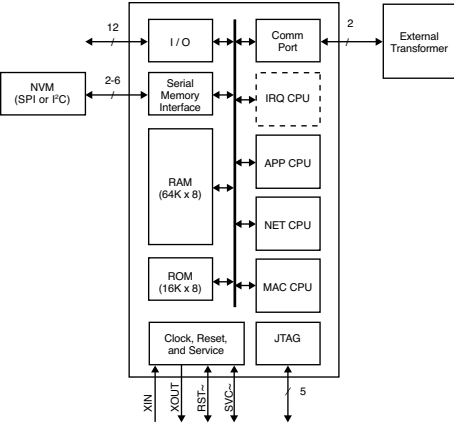 12
I / O
Comm
Port
2
External
Transformer
NVM
(SPI or I²C)
2-6
Serial
Memory
Interface
IRQ CPU
RAM
(64K x 8)
APP CPU
NET CPU
ROM
(16K x 8)
MAC CPU
Clock, Reset,
and Service
JTAG
XIN
XOUT
RST~
SVC~
5